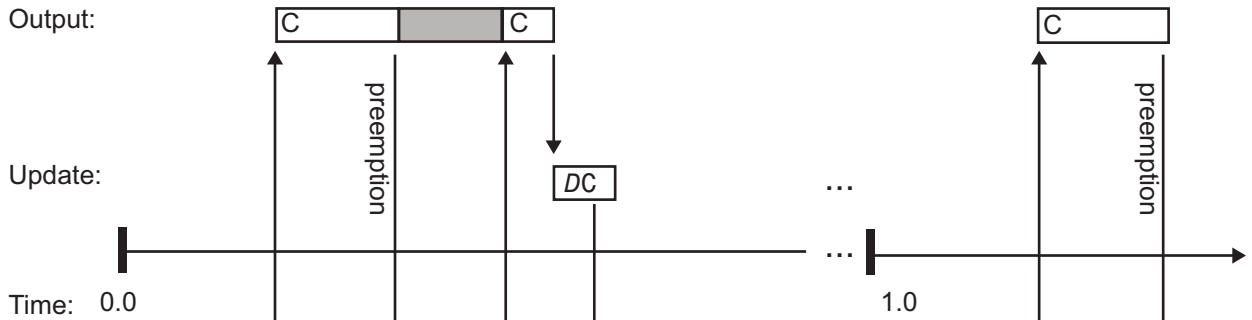 Output:
C
C
C
preemption
preemption
Update:
DC
...
...
Time:
0.0
1.0